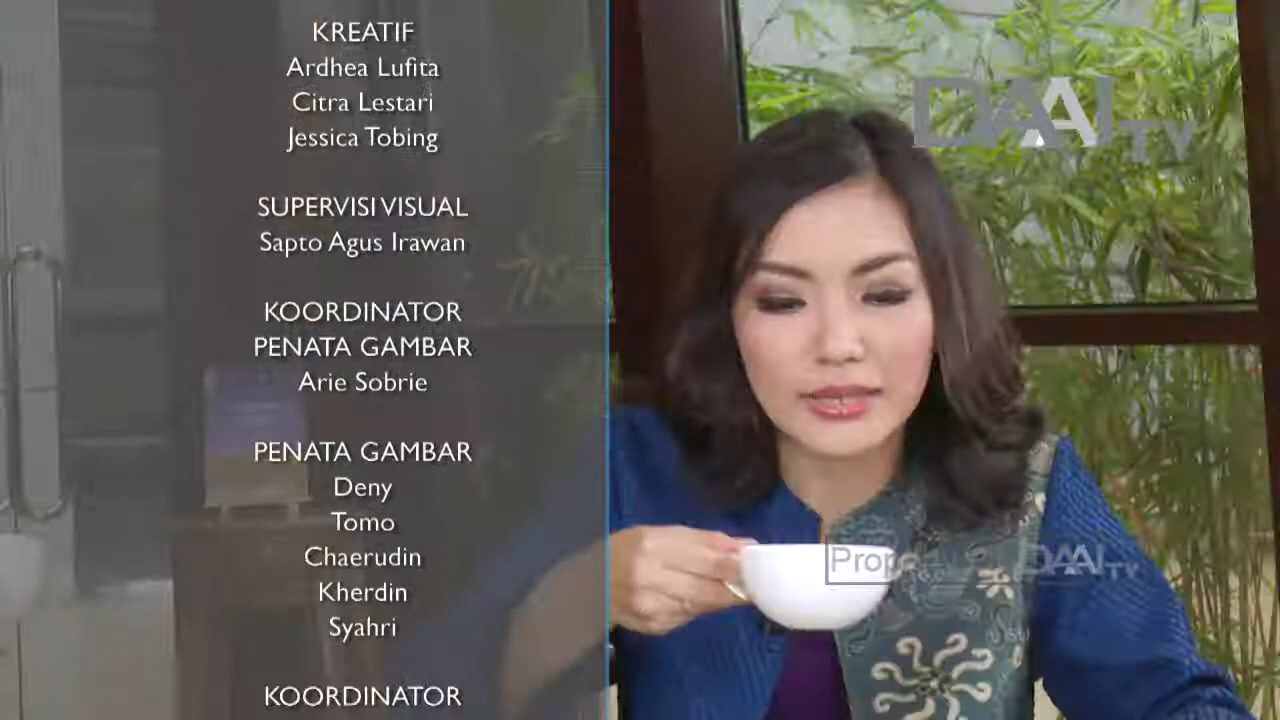 KREATIF
Ardhea Lufita
Citra Lestari
Jessica Tobing
SUPERVISI VISUAL
Sapto Agus Irawan
KOORDINATOR
PENATA GAMBAR
Arie Sobrie
PENATA GAMBAR
Deny
Tomo
Chaerudin
Kherdin
Syahri
KOORDINATOR
DAAI TV
DAAI TV